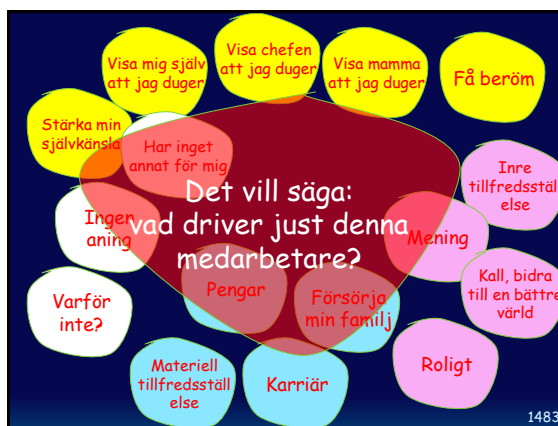 Visa mig själv
att jag duger
Visa chefen
att jag duger
Visa mamma
att jag duger
Få beröm
Stärka min
självkänsla
Har inget
annat för mig
Inre
tillfredsställ
else
Det vill säga:
vad driver just denna
medarbetare?
Ingen
aning
Mening
Kall, bidra
till en bättre
värld
Varför
inte?
Pengar
Försörja
min familj
Materiell
tillfredsställ
else
Karriär
Roligt
1483